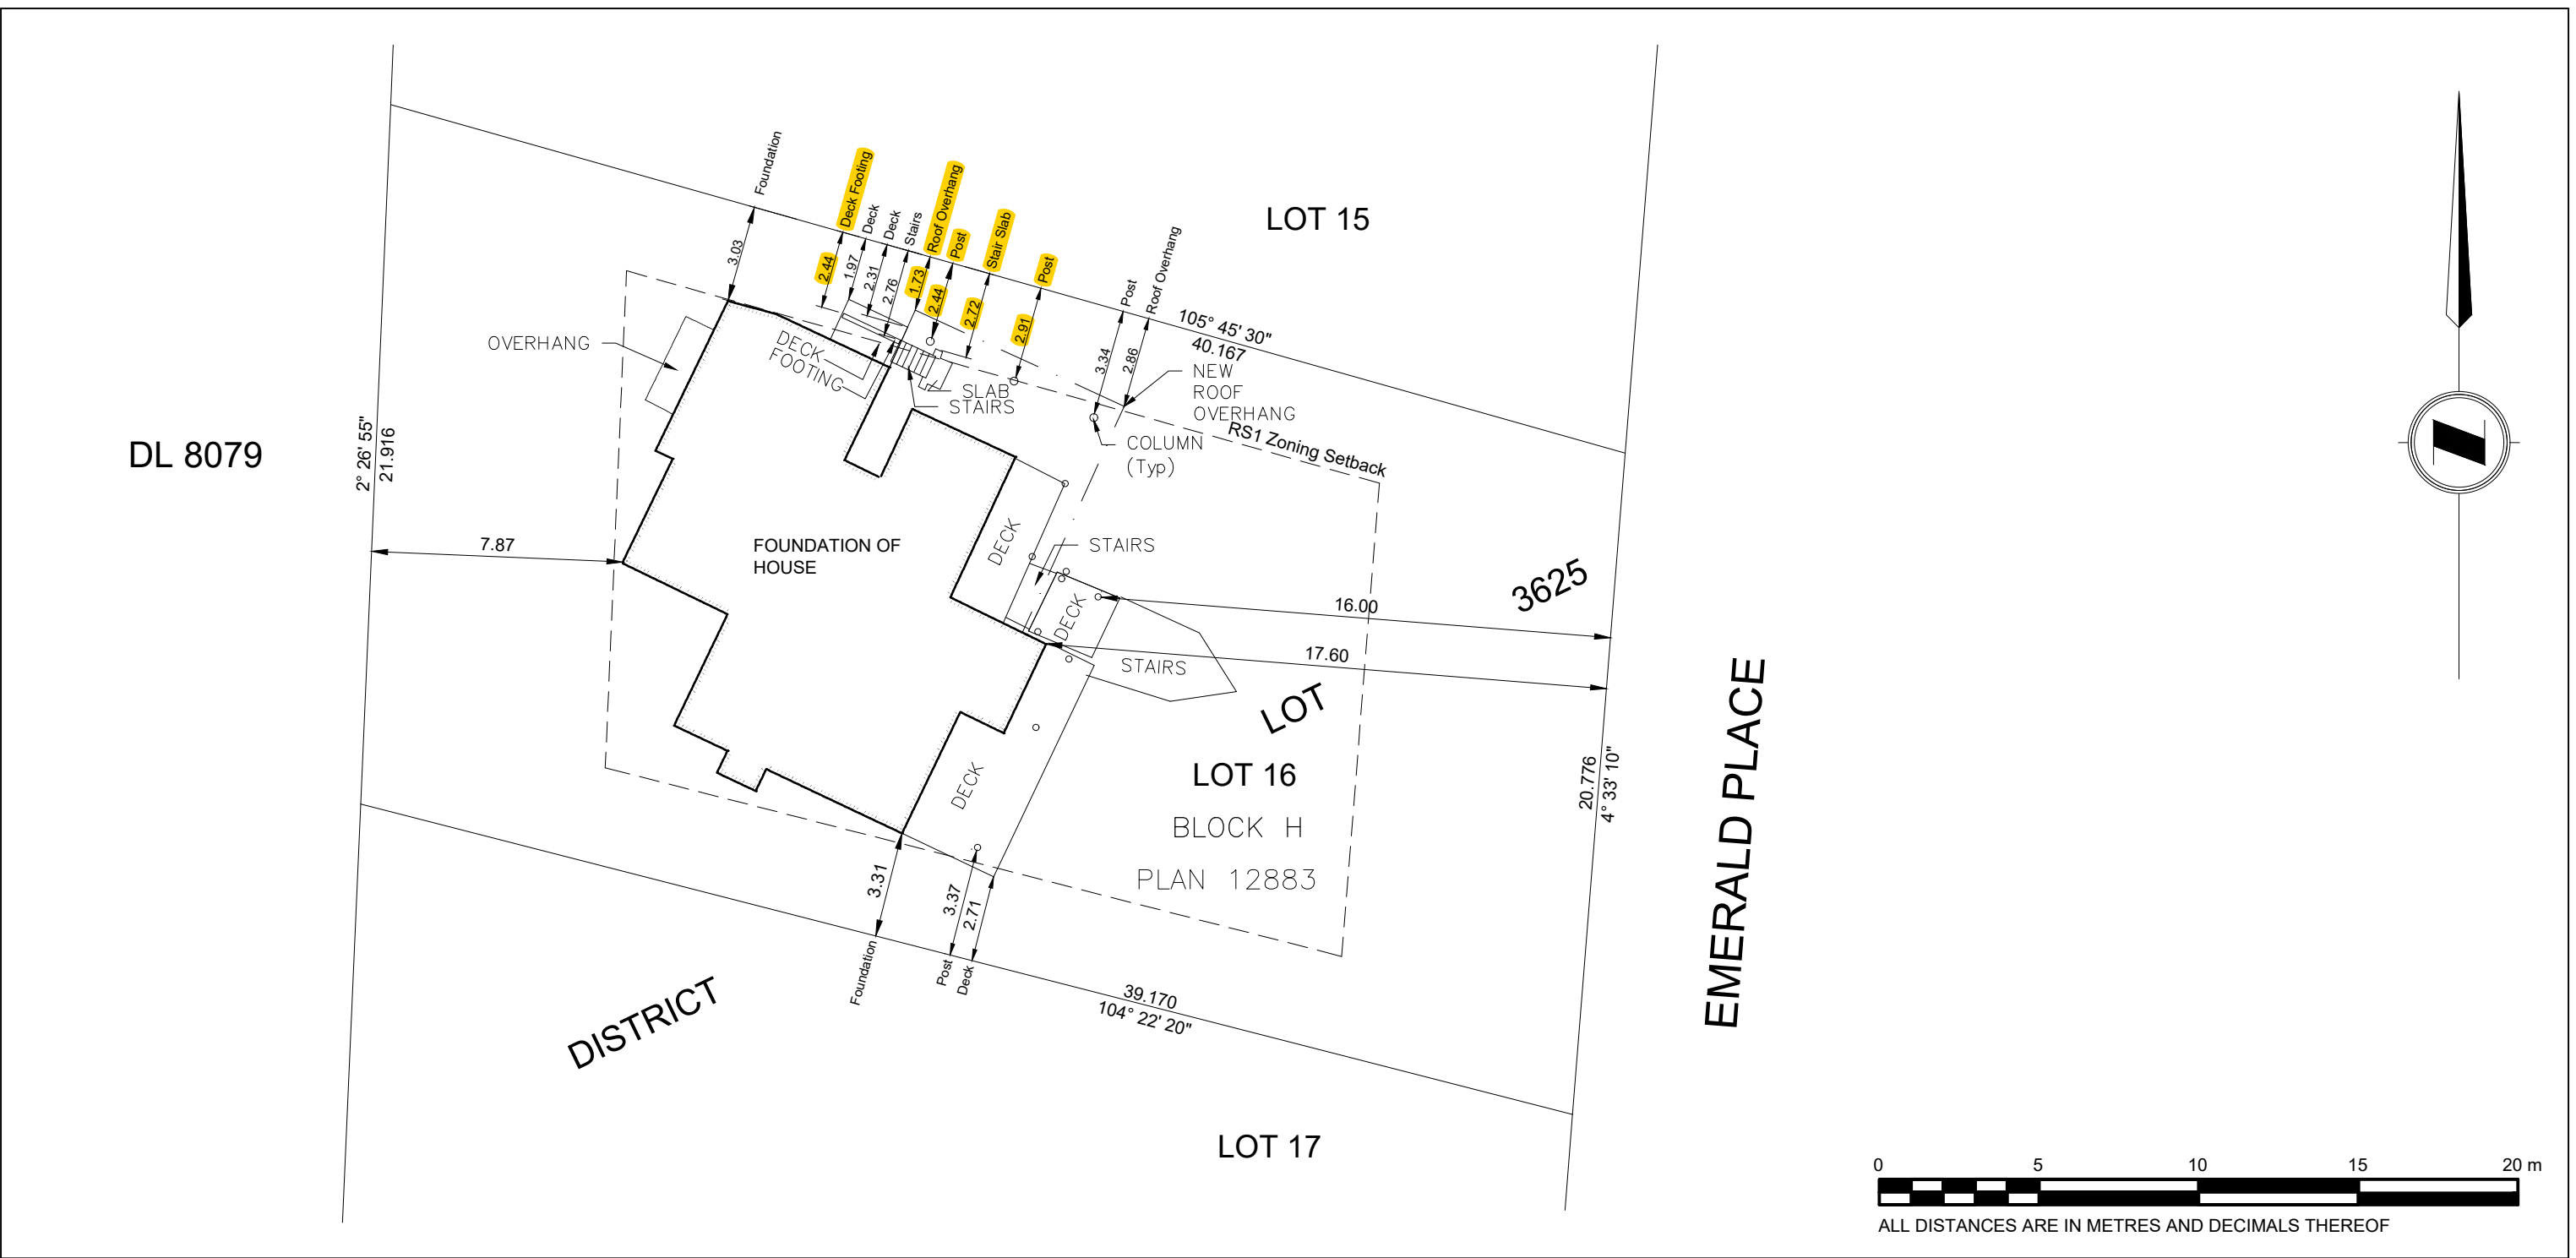 Foundation
Deck Footing
Deck
Deck
Stairs
Roof Overhang
Post
Stair Slab
Post
Post
Roof Overhang
LOT 15
3.03
2.44
1.97
2.31
2.76
1.73
2.44
2.72
2.91
3.34
2.86
105° 45' 30"
40.167
OVERHANG
DECK
FOOTING
SLAB
STAIRS
NEW
ROOF
OVERHANG
RS1 Zoning Setback
COLUMN
(Typ)
DL 8079
2° 26' 55"
21.916
7.87
FOUNDATION OF
HOUSE
DECK
STAIRS
DECK
STAIRS
16.00
17.60
3625
LOT
LOT 16
BLOCK H
PLAN 12883
DECK
20.776
4° 33' 10"
EMERALD PLACE
3.31
3.37
2.71
Foundation
Post
Deck
39.170
104° 22' 20"
DISTRICT
LOT 17
0 5 10 15 20 m
ALL DISTANCES ARE IN METRES AND DECIMALS THEREOF